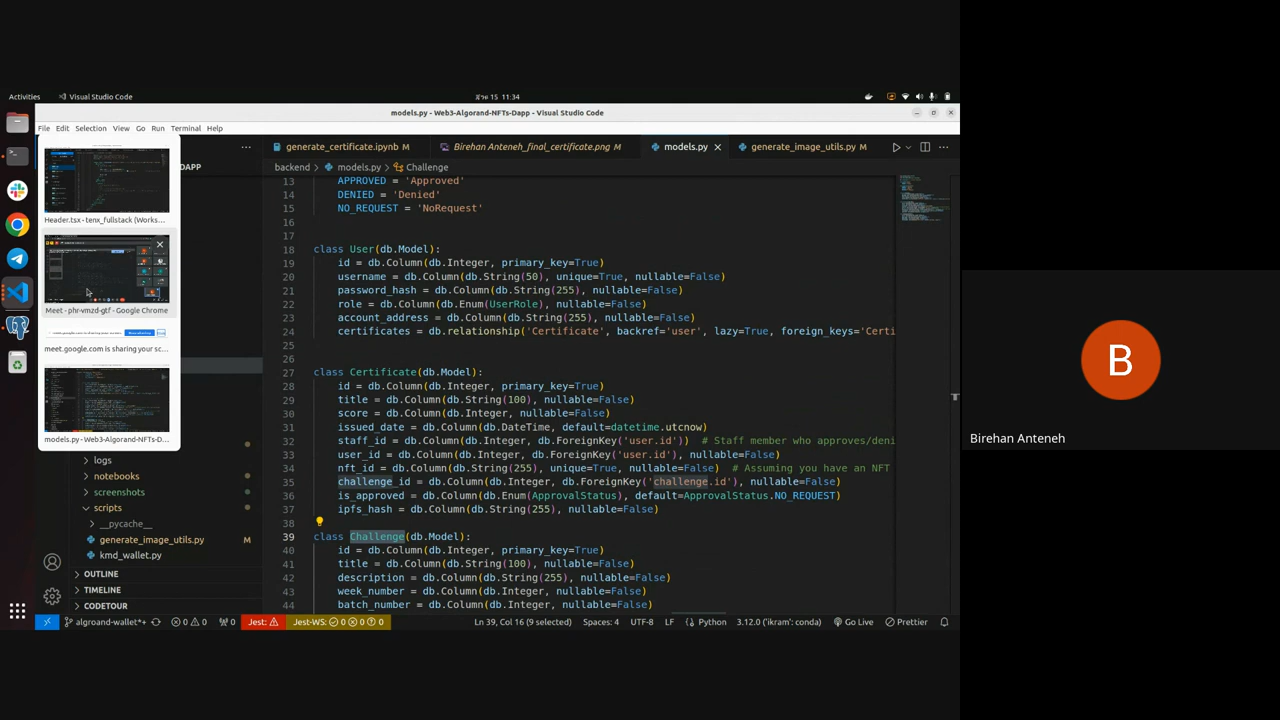 Activities
Visual Studio Code
ታኅሣ 15 11:34
models.py - Web3-Algorand-NFTs-Dapp - Visual Studio Code
File Edit Selection View Go Run Terminal Help
generate_certificate.ipynb M
Birehan Anteneh_final_certificate.png M
models.py
generate_image_utils.py M
DAPP
backend > models.py > Challenge
13 APPROVED = 'Approved'
14 DENIED = 'Denied'
15 NO_REQUEST = 'NoRequest'
16
17
18 class User(db.Model):
19 id = db.Column(db.Integer, primary_key=True)
20 username = db.Column(db.String(50), unique=True, nullable=False)
21 password_hash = db.Column(db.String(255), nullable=False)
22 role = db.Column(db.Enum(UserRole), nullable=False)
23 account_address = db.Column(db.String(255), nullable=False)
24 certificates = db.relationship('Certificate', backref='user', lazy=True, foreign_keys='Certi
25
26
27 class Certificate(db.Model):
28 id = db.Column(db.Integer, primary_key=True)
29 title = db.Column(db.String(100), nullable=False)
30 score = db.Column(db.Integer, nullable=False)
31 issued_date = db.Column(db.DateTime, default=datetime.utcnow)
32 staff_id = db.Column(db.Integer, db.ForeignKey('user.id')) # Staff member who approves/deni
33 user_id = db.Column(db.Integer, db.ForeignKey('user.id'), nullable=False)
34 nft_id = db.Column(db.String(255), unique=True, nullable=False) # Assuming you have an NFT
35 challenge_id = db.Column(db.Integer, db.ForeignKey('challenge.id'), nullable=False)
36 is_approved = db.Column(db.Enum(ApprovalStatus), default=ApprovalStatus.NO_REQUEST)
37 ipfs_hash = db.Column(db.String(255), nullable=False)
38
39 class Challenge(db.Model):
40 id = db.Column(db.Integer, primary_key=True)
41 title = db.Column(db.String(100), nullable=False)
42 description = db.Column(db.String(255), nullable=False)
43 week_number = db.Column(db.Integer, nullable=False)
44 batch_number = db.Column(db.Integer, nullable=False)
Header.tsx - tenx_fullstack (Works...
Meet - phr-vmzd-gtf - Google Chrome
meet.google.com is sharing your sc...
models.py - Web3-Algorand-NFTs-D...
logs
notebooks
screenshots
scripts
__pycache__
generate_image_utils.py M
kmd_wallet.py
OUTLINE
TIMELINE
CODETOUR
algroand-wallet*+ 0 0 0 Jest: Jest-WS: 0 0 0 Ln 39, Col 16 (9 selected) Spaces: 4 UTF-8 LF Python 3.12.0 ('ikram': conda) Go Live Prettier
B
Birehan Anteneh